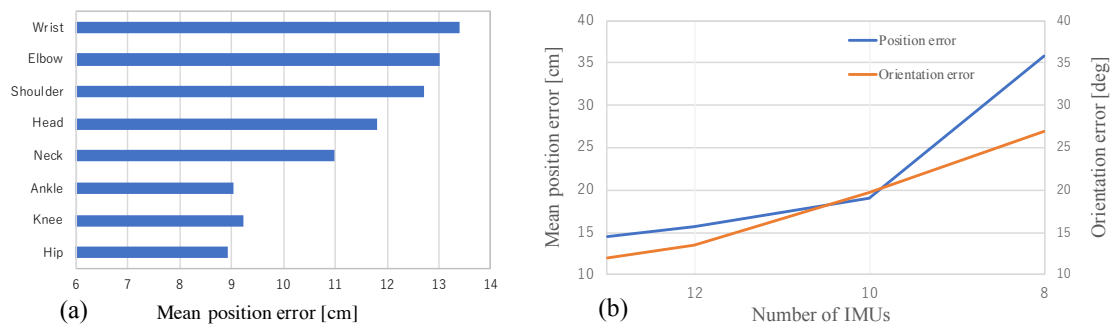 Wrist
Elbow
Shoulder
Head
Neck
Ankle
Knee
Hip
6 7 8 9 10 11 12 13 14
(a) Mean position error [cm]
Mean position error [cm]
40
35
30
25
20
15
10
Position error
Orientation error
40
35
30
25
20
15
10
Orientation error [deg]
12 10 8
(b) Number of IMUs